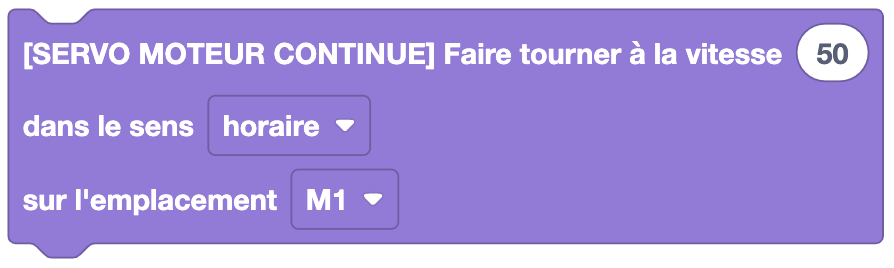 [SERVO MOTEUR CONTINUE] Faire tourner à la vitesse 50
dans le sens horaire
sur l'emplacement M1